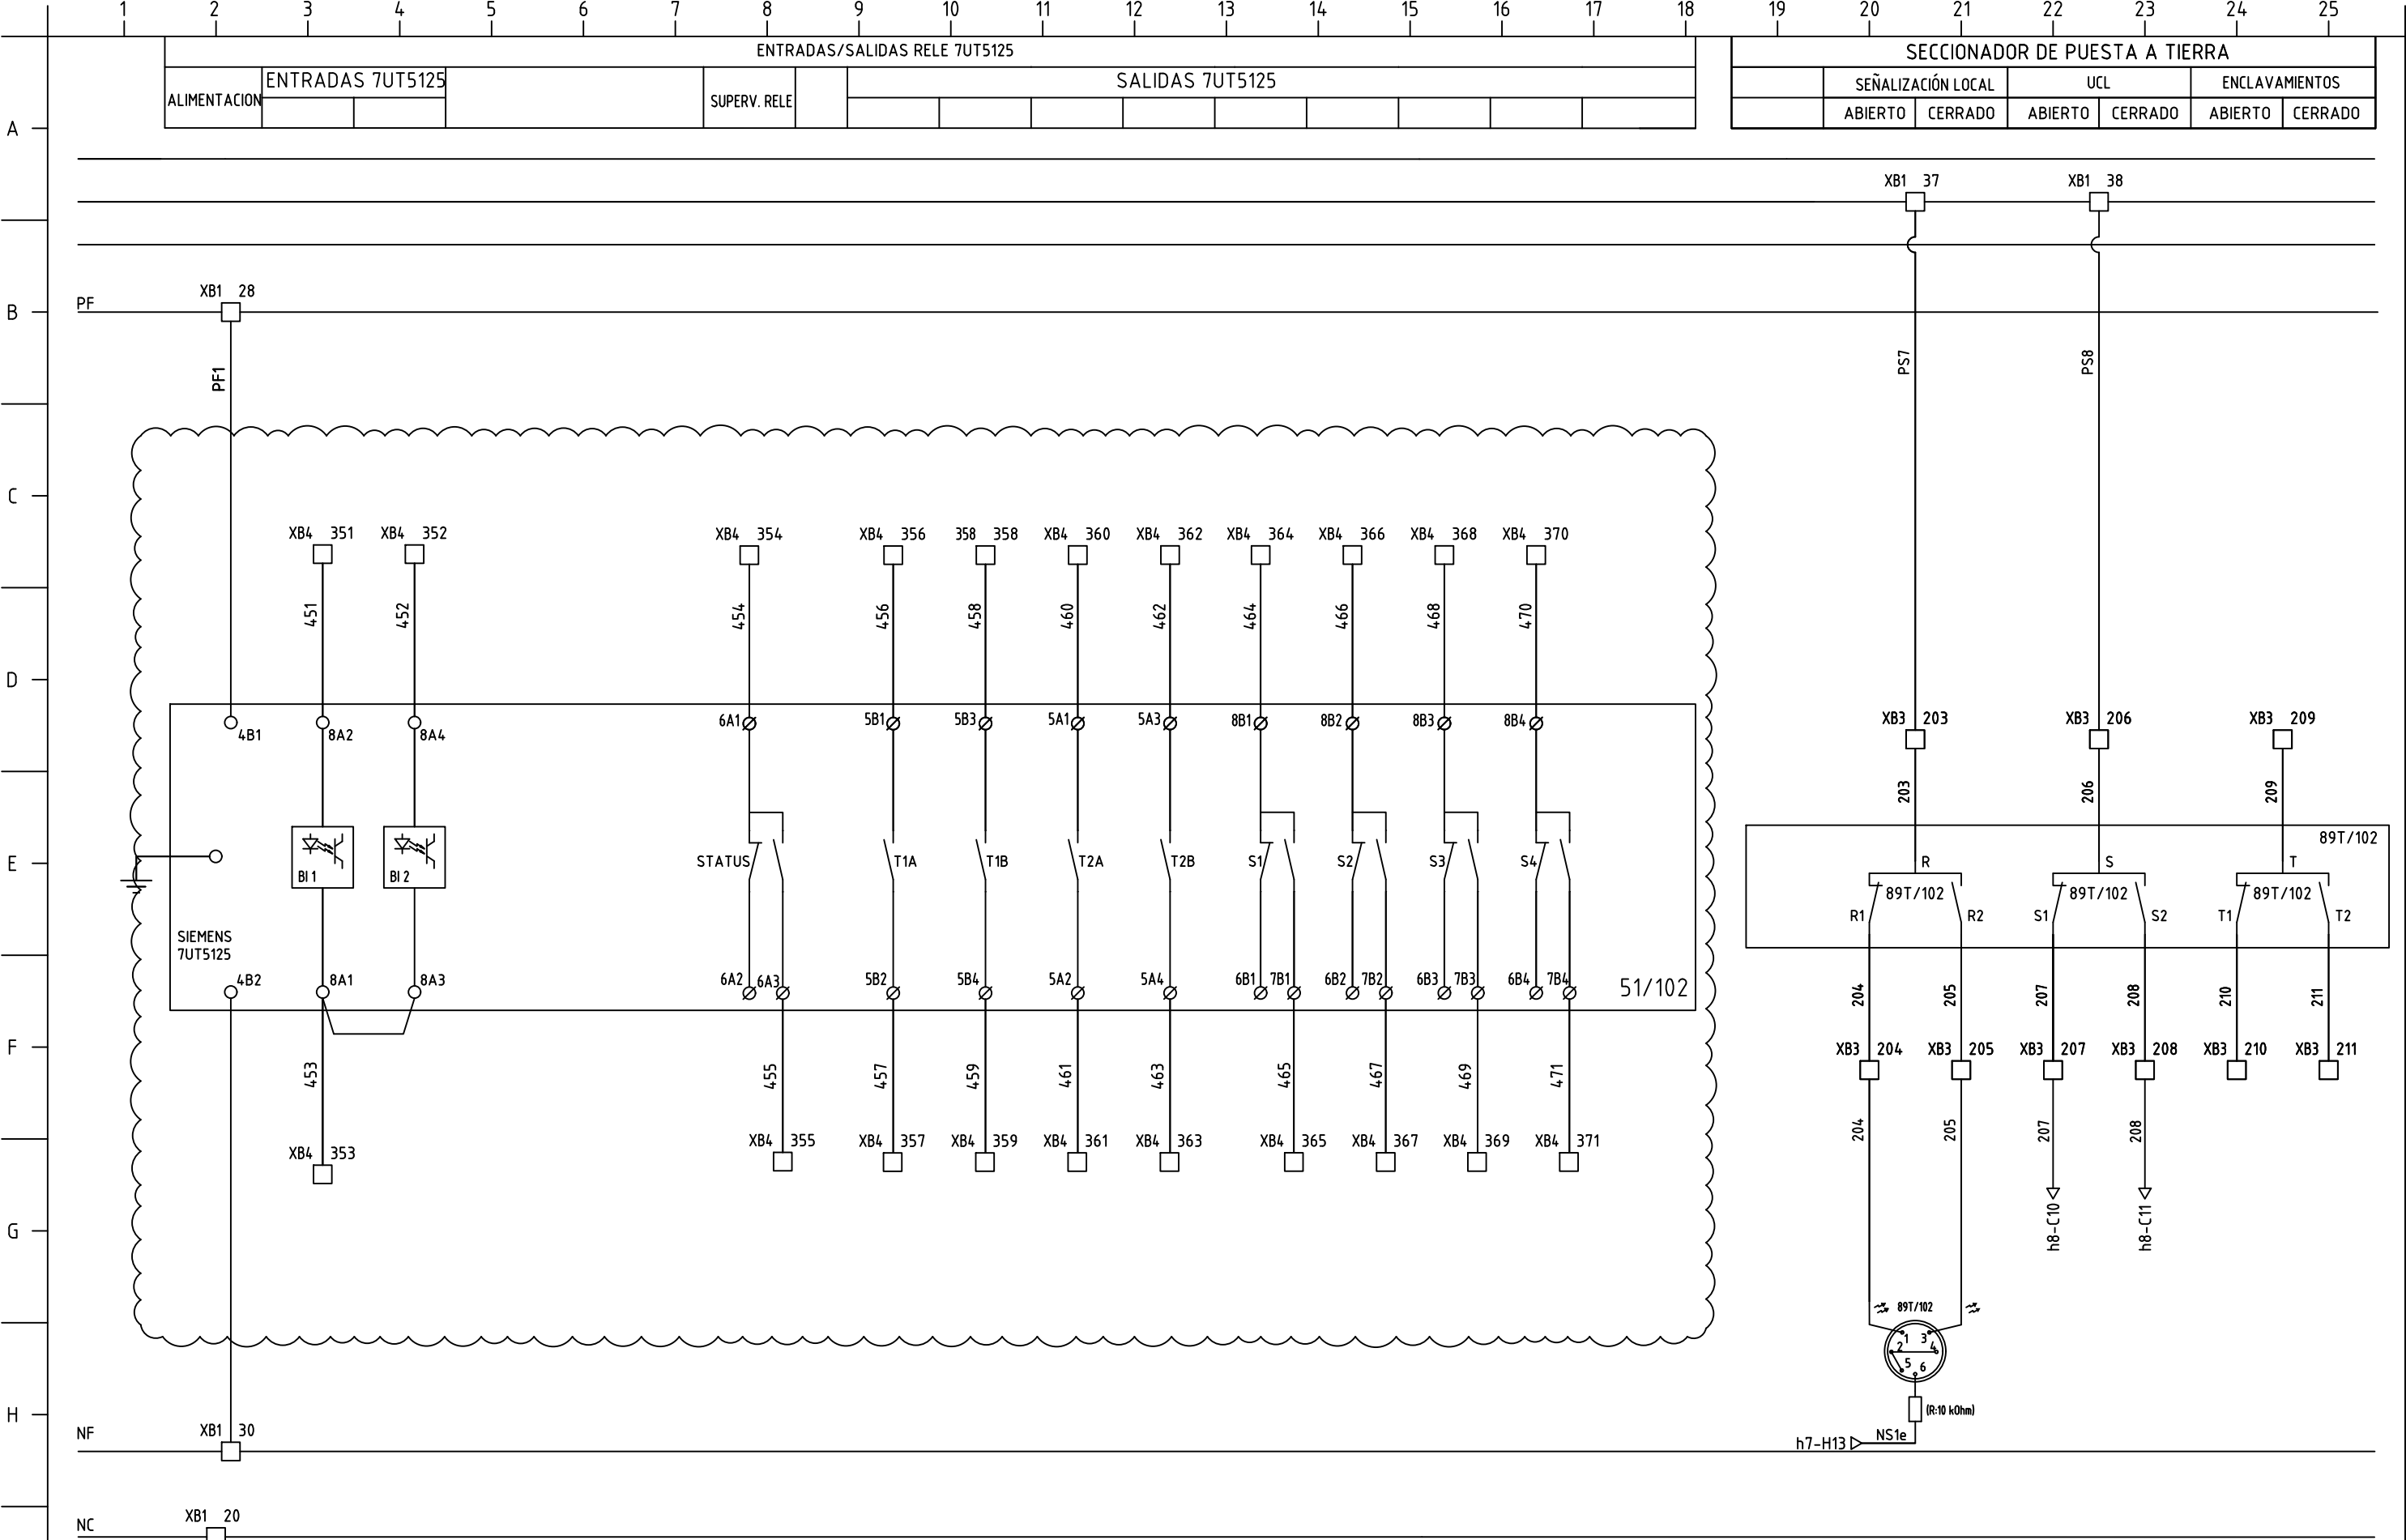 1 2 3 4 5 6 7 8 9 10 11 12 13 14 15 16 17 18 19 20 21 22 23 24 25
ENTRADAS/SALIDAS RELE 7UT5125
SECCIONADOR DE PUESTA A TIERRA
ALIMENTACION
ENTRADAS 7UT5125
SUPERV. RELE
SALIDAS 7UT5125
SEÑALIZACIÓN LOCAL UCL ENCLAVAMIENTOS
ABIERTO CERRADO ABIERTO CERRADO ABIERTO CERRADO
A
XB1 37 XB1 38
B
PF
XB1 28
PF1
PS7 PS8
C
XB4 351 XB4 352 XB4 354 XB4 356 358 358 XB4 360 XB4 362 XB4 364 XB4 366 XB4 368 XB4 370
451 452 454 456 458 460 462 464 466 468 470
D
4B1 8A2 8A4 6A1 5B1 5B3 5A1 5A3 8B1 8B2 8B3 8B4
XB3 203 XB3 206 XB3 209
203 206 209
89T/102
E
BI 1 BI 2 STATUS T1A T1B T2A T2B S1 S2 S3 S4
R S T
89T/102 89T/102 89T/102
R1 R2 S1 S2 T1 T2
SIEMENS
7UT5125
4B2 8A1 8A3 6A2 6A3 5B2 5B4 5A2 5A4 6B1 7B1 6B2 7B2 6B3 7B3 6B4 7B4
51/102
204 205 207 208 210 211
F
453 455 457 459 461 463 465 467 469 471
XB3 204 XB3 205 XB3 207 XB3 208 XB3 210 XB3 211
204 205 207 208
XB4 353 XB4 355 XB4 357 XB4 359 XB4 361 XB4 363 XB4 365 XB4 367 XB4 369 XB4 371
G
h8-C10 h8-C11
89T/102
1 3
2 4
5 6
H
(R:10 kOhm)
NF
XB1 30
h7-H13 NS1e
NC
XB1 20